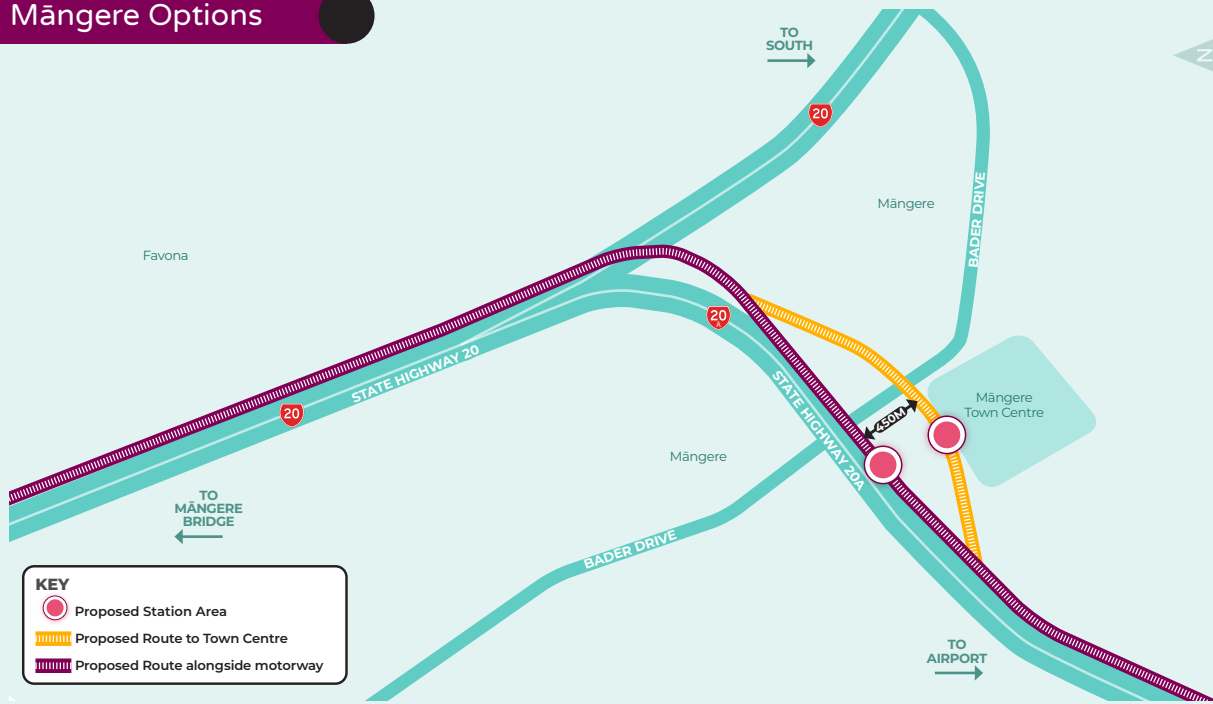 Māngere Options
TO
SOUTH
N
20
Māngere
BADER DRIVE
Favona
20
A
STATE HIGHWAY 20
20
STATE HIGHWAY 20A
450M
Māngere
Town Centre
Māngere
TO
MĀNGERE
BRIDGE
BADER DRIVE
TO
AIRPORT
KEY
Proposed Station Area
Proposed Route to Town Centre
Proposed Route alongside motorway